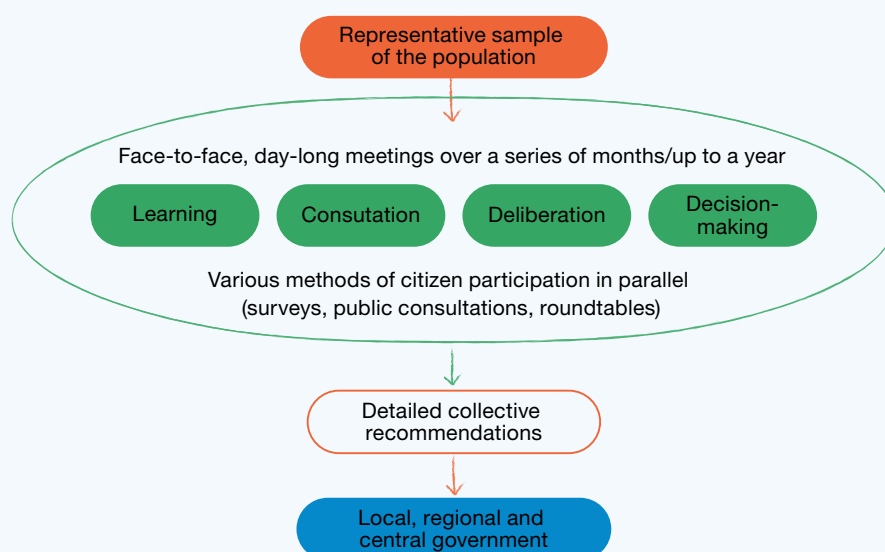 Representative sample
of the population
Face-to-face, day-long meetings over a series of months/up to a year
Learning
Consutation
Deliberation
Decision-
making
Various methods of citizen participation in parallel
(surveys, public consultations, roundtables)
Detailed collective
recommendations
Local, regional and
central government